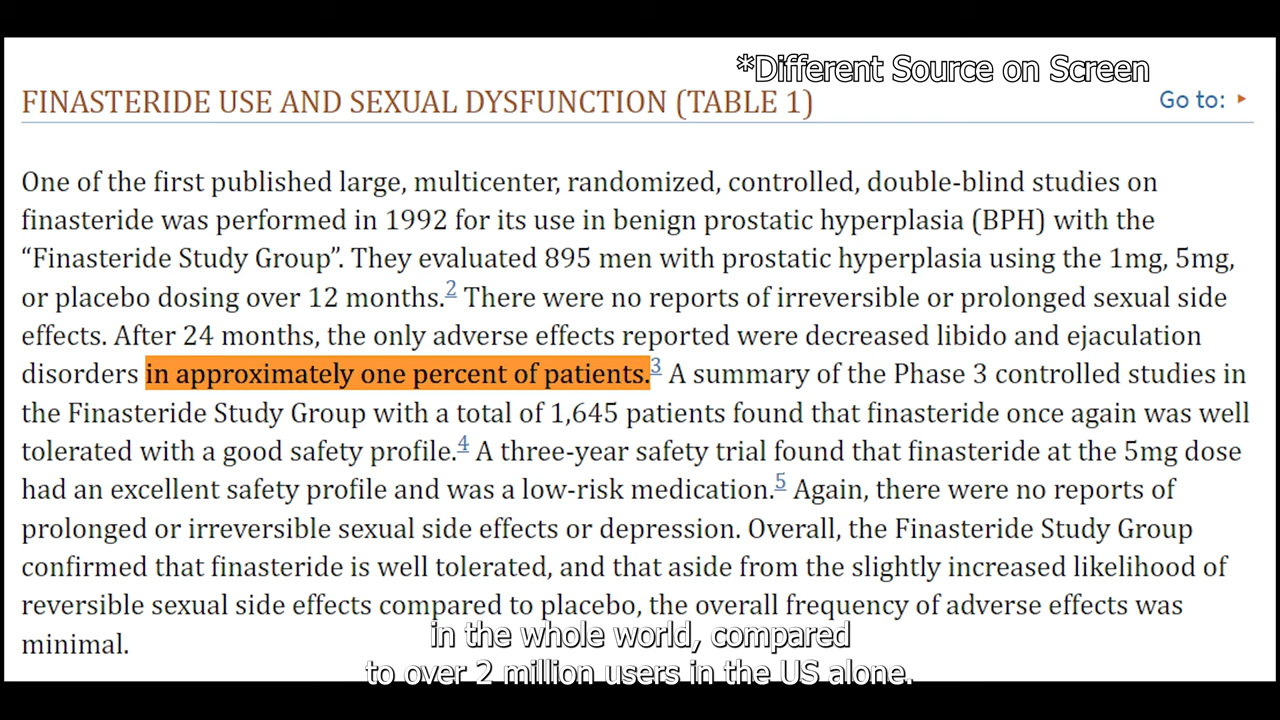 *Different Source on Screen
FINASTERIDE USE AND SEXUAL DYSFUNCTION (TABLE 1)
Go to: ▸
One of the first published large, multicenter, randomized, controlled, double-blind studies on
finasteride was performed in 1992 for its use in benign prostatic hyperplasia (BPH) with the
“Finasteride Study Group”. They evaluated 895 men with prostatic hyperplasia using the 1mg, 5mg,
or placebo dosing over 12 months.2 There were no reports of irreversible or prolonged sexual side
effects. After 24 months, the only adverse effects reported were decreased libido and ejaculation
disorders in approximately one percent of patients.3 A summary of the Phase 3 controlled studies in
the Finasteride Study Group with a total of 1,645 patients found that finasteride once again was well
tolerated with a good safety profile.4 A three-year safety trial found that finasteride at the 5mg dose
had an excellent safety profile and was a low-risk medication.5 Again, there were no reports of
prolonged or irreversible sexual side effects or depression. Overall, the Finasteride Study Group
confirmed that finasteride is well tolerated, and that aside from the slightly increased likelihood of
reversible sexual side effects compared to placebo, the overall frequency of adverse effects was
minimal.
in the whole world, compared
to over 2 million users in the US alone.